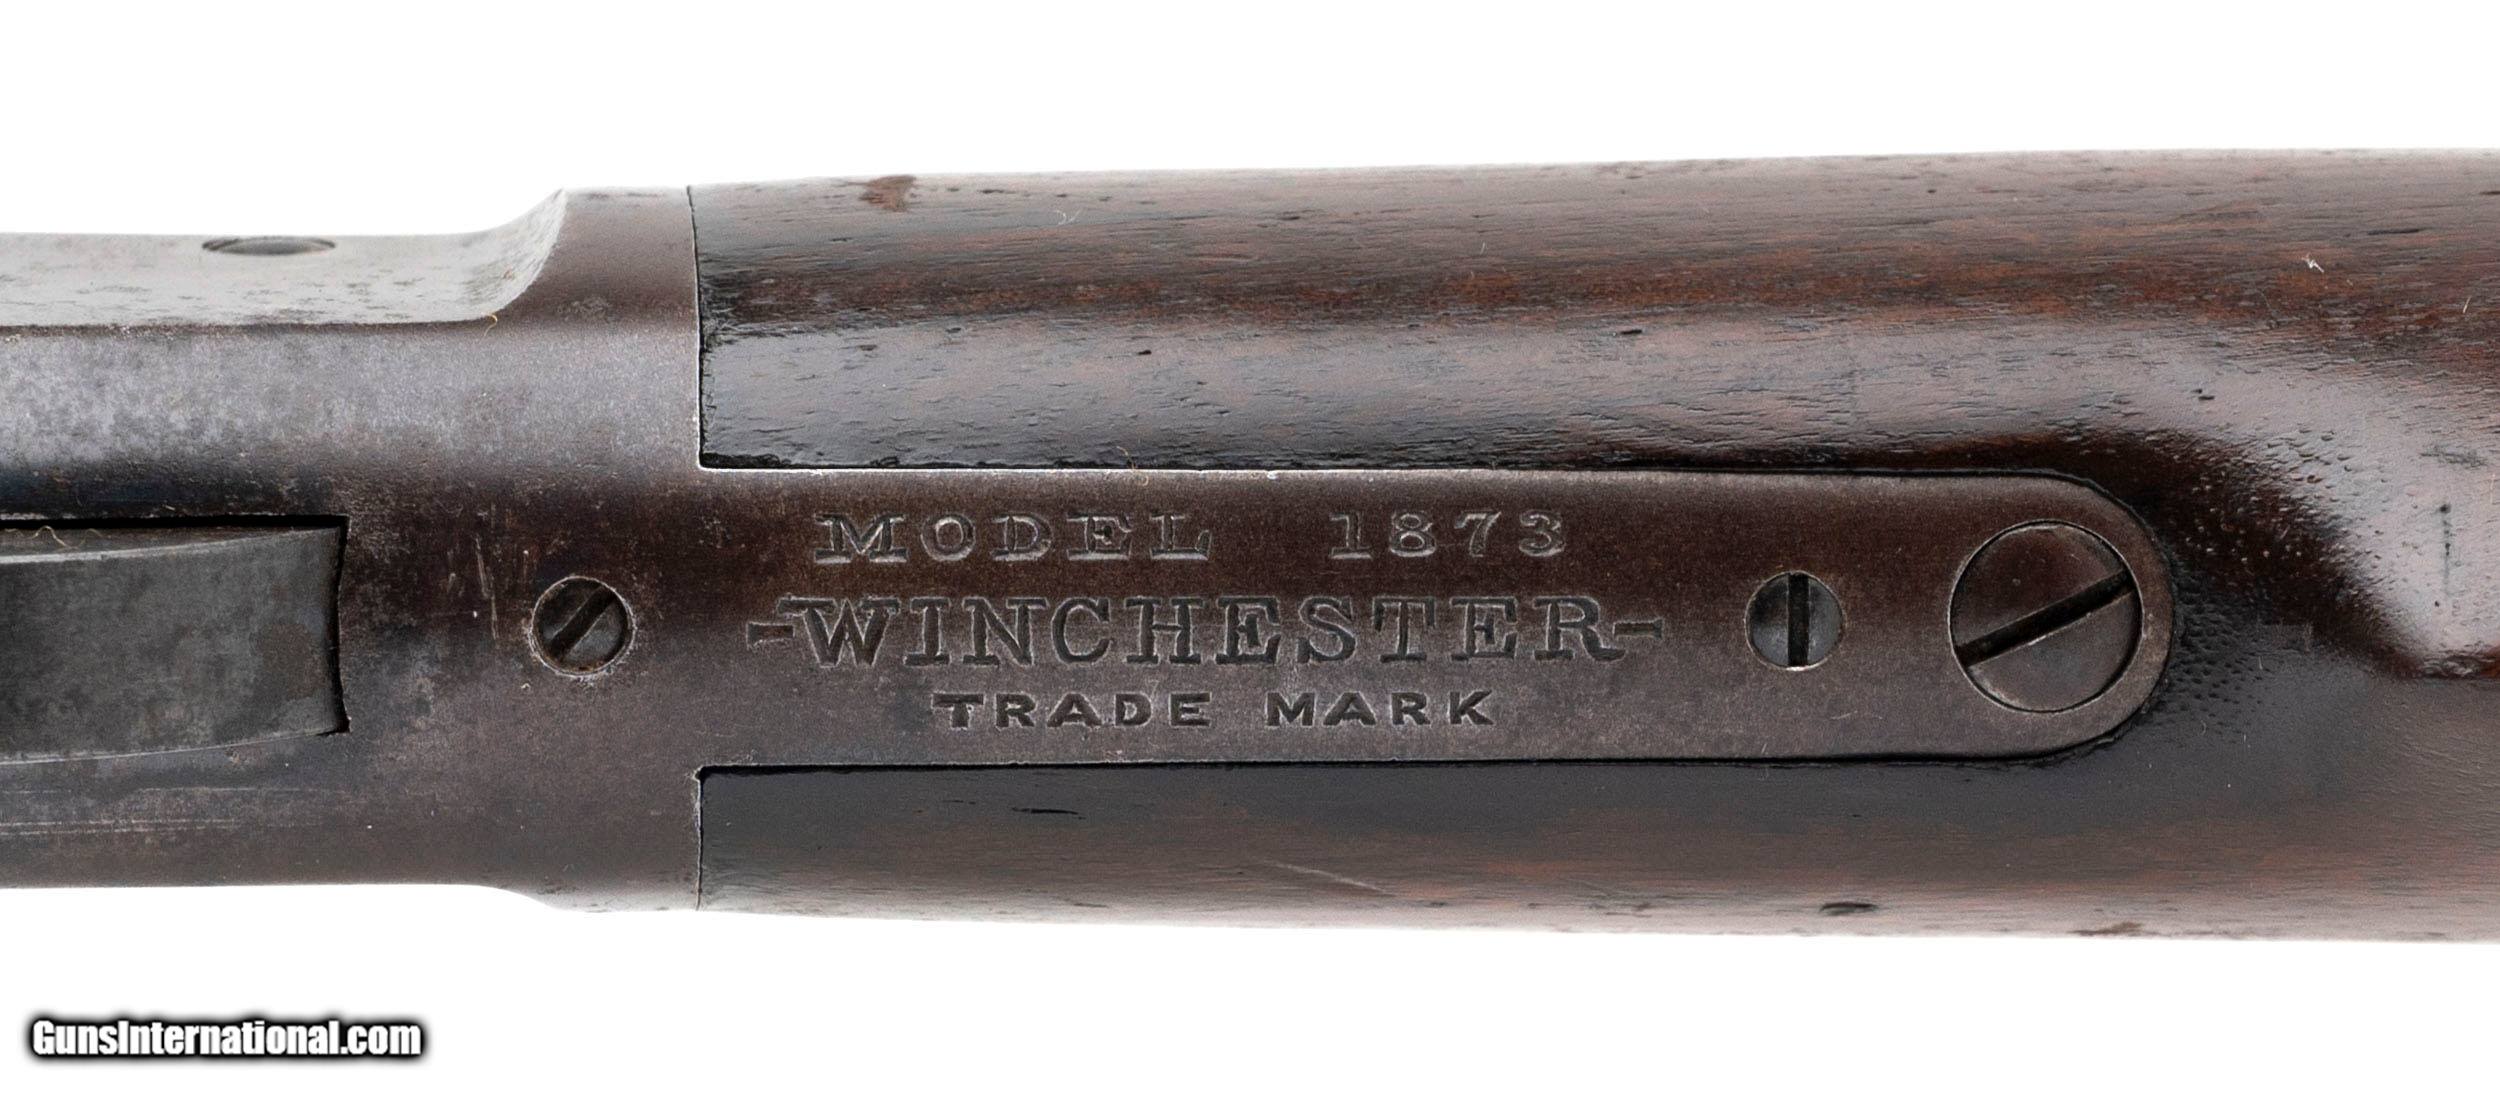 MODEL 1873
-WINCHESTER-
TRADE MARK
GunsInternational.com